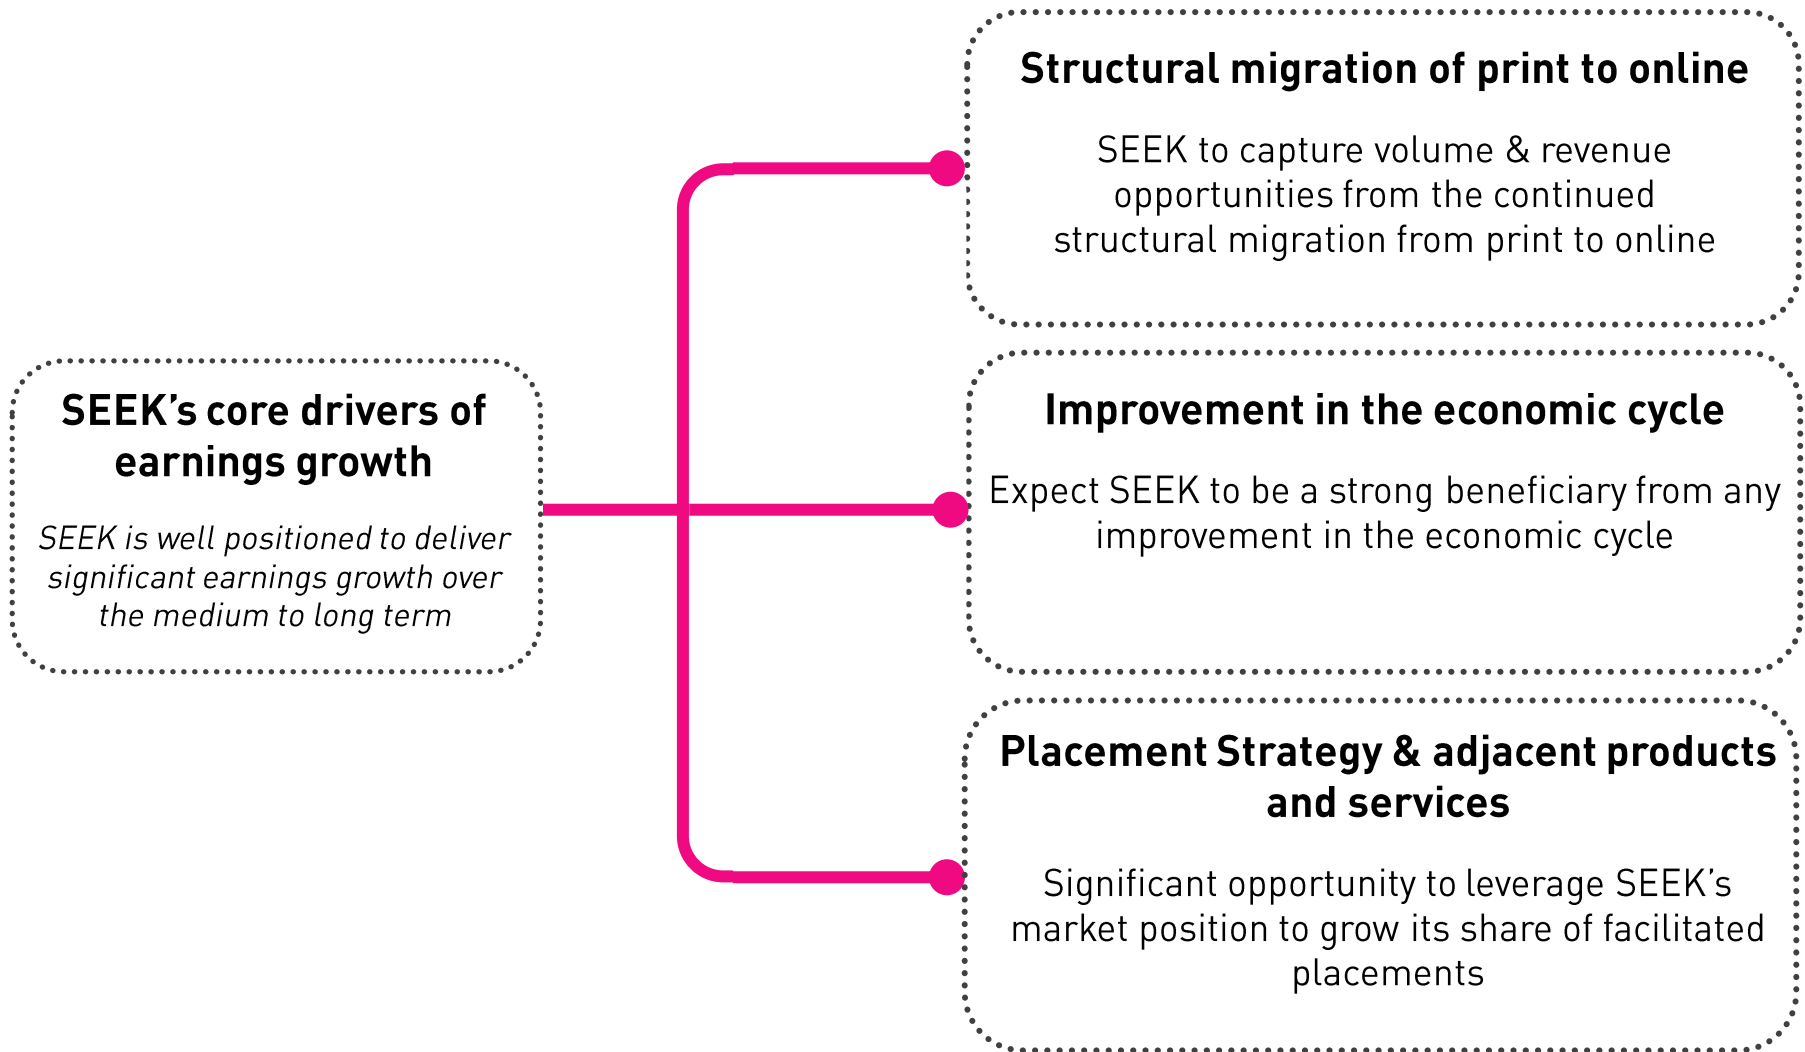 SEEK’s core drivers of
earnings growth
SEEK is well positioned to deliver
significant earnings growth over
the medium to long term
Structural migration of print to online
SEEK to capture volume & revenue
opportunities from the continued
structural migration from print to online
Improvement in the economic cycle
Expect SEEK to be a strong beneficiary from any
improvement in the economic cycle
Placement Strategy & adjacent products
and services
Significant opportunity to leverage SEEK’s
market position to grow its share of facilitated
placements